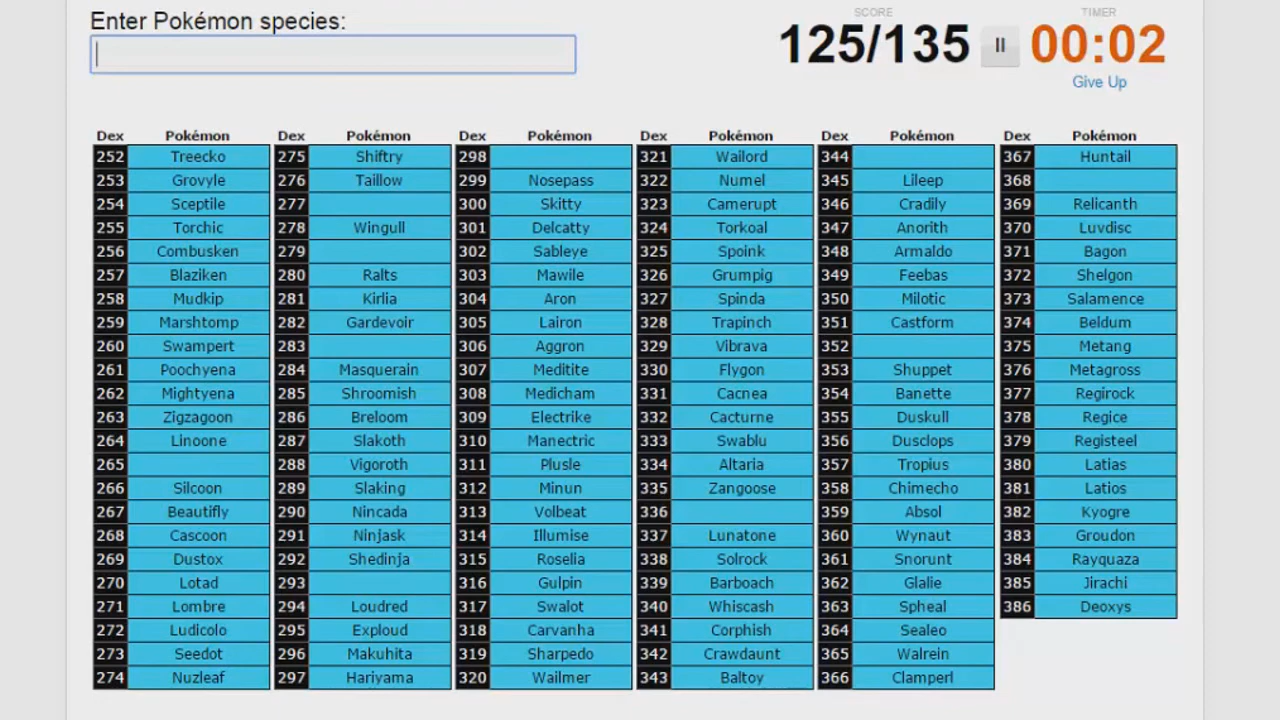 Enter Pokémon species:
SCORE
125/135
TIMER
00:02
Give Up
Dex Pokémon Dex Pokémon Dex Pokémon Dex Pokémon Dex Pokémon Dex Pokémon
252 Treecko 275 Shiftry 298 321 Wailord 344 367 Huntail
253 Grovyle 276 Taillow 299 Nosepass 322 Numel 345 Lileep 368
254 Sceptile 277 300 Skitty 323 Camerupt 346 Cradily 369 Relicanth
255 Torchic 278 Wingull 301 Delcatty 324 Torkoal 347 Anorith 370 Luvdisc
256 Combusken 279 302 Sableye 325 Spoink 348 Armaldo 371 Bagon
257 Blaziken 280 Ralts 303 Mawile 326 Grumpig 349 Feebas 372 Shelgon
258 Mudkip 281 Kirlia 304 Aron 327 Spinda 350 Milotic 373 Salamence
259 Marshtomp 282 Gardevoir 305 Lairon 328 Trapinch 351 Castform 374 Beldum
260 Swampert 283 306 Aggron 329 Vibrava 352 375 Metang
261 Poochyena 284 Masquerain 307 Meditite 330 Flygon 353 Shuppet 376 Metagross
262 Mightyena 285 Shroomish 308 Medicham 331 Cacnea 354 Banette 377 Regirock
263 Zigzagoon 286 Breloom 309 Electrike 332 Cacturne 355 Duskull 378 Regice
264 Linoone 287 Slakoth 310 Manectric 333 Swablu 356 Dusclops 379 Registeel
265 288 Vigoroth 311 Plusle 334 Altaria 357 Tropius 380 Latias
266 Silcoon 289 Slaking 312 Minun 335 Zangoose 358 Chimecho 381 Latios
267 Beautifly 290 Nincada 313 Volbeat 336 359 Absol 382 Kyogre
268 Cascoon 291 Ninjask 314 Illumise 337 Lunatone 360 Wynaut 383 Groudon
269 Dustox 292 Shedinja 315 Roselia 338 Solrock 361 Snorunt 384 Rayquaza
270 Lotad 293 316 Gulpin 339 Barboach 362 Glalie 385 Jirachi
271 Lombre 294 Loudred 317 Swalot 340 Whiscash 363 Spheal 386 Deoxys
272 Ludicolo 295 Exploud 318 Carvanha 341 Corphish 364 Sealeo
273 Seedot 296 Makuhita 319 Sharpedo 342 Crawdaunt 365 Walrein
274 Nuzleaf 297 Hariyama 320 Wailmer 343 Baltoy 366 Clamperl